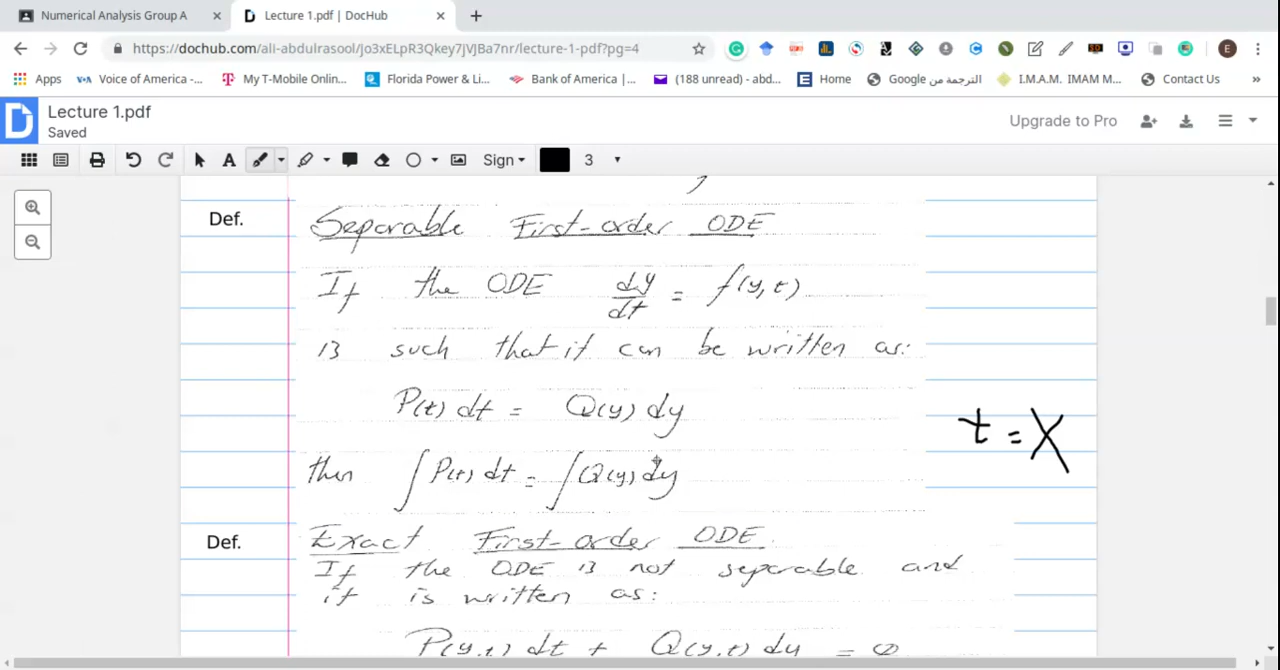 Numerical Analysis Group A
Lecture 1.pdf | DocHub
https://dochub.com/ali-abdulrasool/jo3xELpR3Qkey7jVJBa7nr/lecture-1-pdf?pg=4
E
Apps
Voice of America -...
My T-Mobile Onlin...
Florida Power & Li...
Bank of America |...
(188 unread) - abd...
Home
الترجمة من Google
I.M.A.M. IMAM M...
Contact Us
»
Lecture 1.pdf
Saved
Upgrade to Pro
A
Sign
3
Def.
Separable First-order ODE
If the ODE dy/dt = f(y,t)
is such that it can be written as:
P(t) dt = Q(y) dy
t = X
then ∫ P(t) dt = ∫ Q(y) dy
Def.
Exact First-order ODE
If the ODE is not separable and
it is written as:
P(y,t) dt + Q(y,t) dy = 0